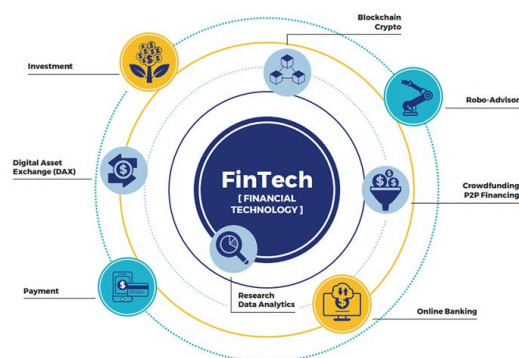 Blockchain
Crypto
Investment
Robo-Advisor
Digital Asset
Exchange (DAX)
FinTech
[ FINANCIAL
TECHNOLOGY ]
Crowdfunding
P2P Financing
Payment
Research
Data Analytics
Online Banking